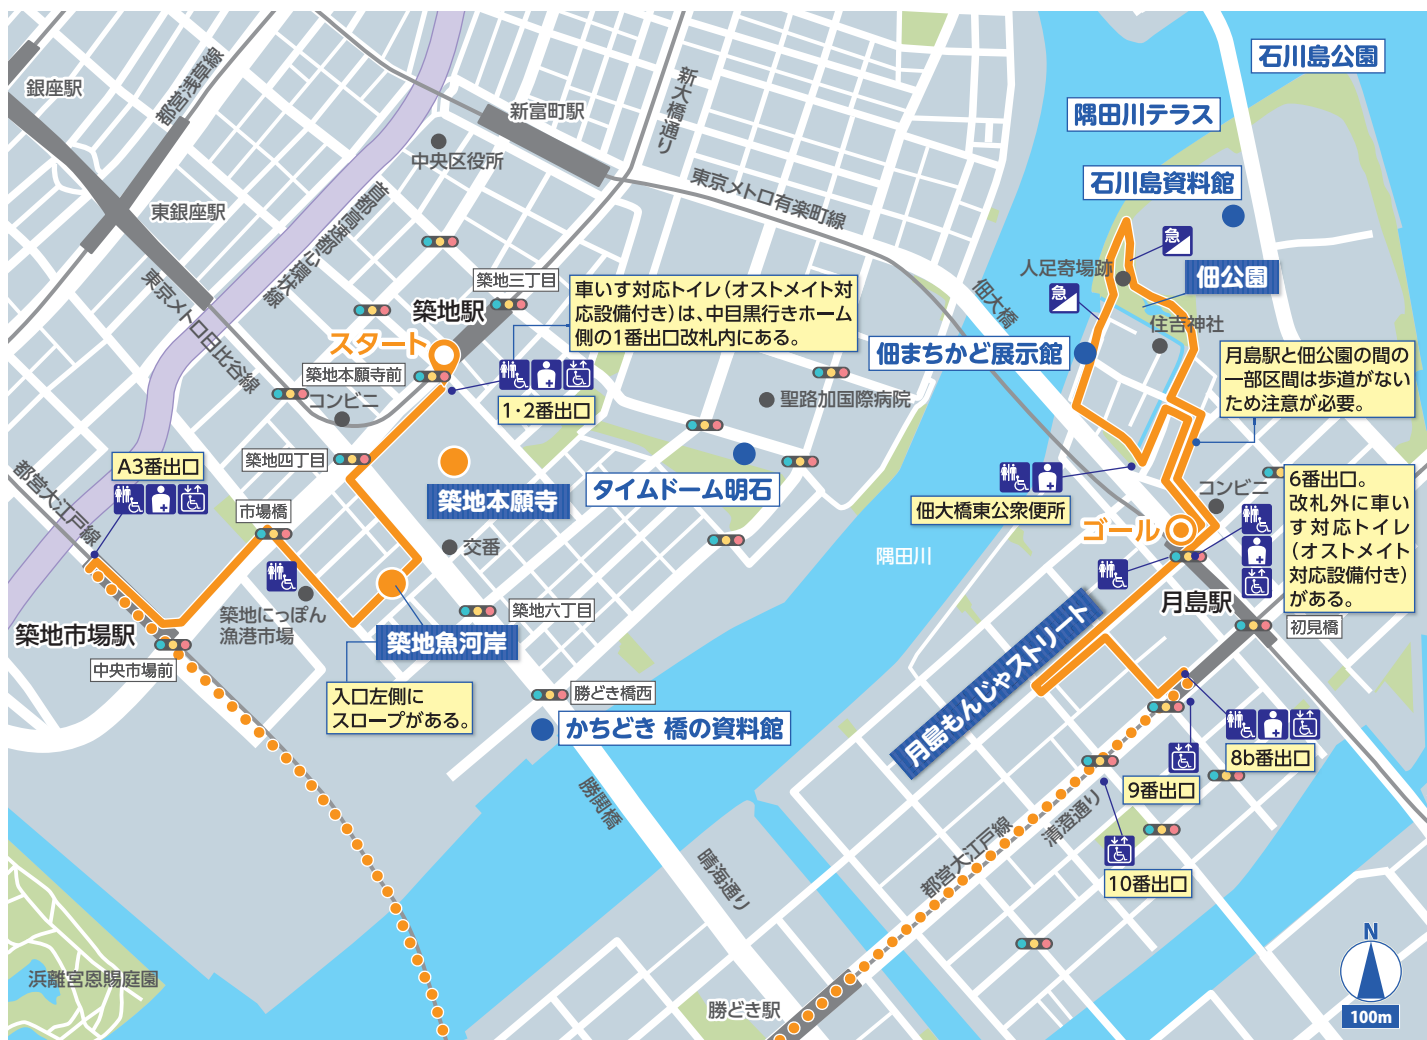 石川島公園
銀座駅
都営浅草線
新富町駅
新大橋通り
隅田川テラス
中央区役所
東京メトロ有楽町線
石川島資料館
東銀座駅
首都高速都心環状線
急
人足寄場跡
佃公園
東京メトロ日比谷線
築地三丁目
佃大橋
急
築地駅
車いす対応トイレ（オストメイト対
応設備付き）は、中目黒行きホーム
側の1番出口改札内にある。
住吉神社
スタート
佃まちかど展示館
月島駅と佃公園の間の
一部区間は歩道がない
ため注意が必要。
築地本願寺前
コンビニ
1・2番出口
聖路加国際病院
築地四丁目
A3番出口
都営大江戸線
タイムドーム明石
築地本願寺
市場橋
佃大橋東公衆便所
コンビニ
6番出口。
改札外に車い
す対応トイレ
（オストメイト
対応設備付き）
がある。
ゴール
交番
隅田川
築地にっぽん
漁港市場
築地六丁目
月島駅
初見橋
築地市場駅
築地魚河岸
中央市場前
月島もんじゃストリート
入口左側に
スロープがある。
勝どき橋西
かちどき 橋の資料館
8b番出口
9番出口
勝鬨橋
清澄通り
都営大江戸線
晴海通り
10番出口
浜離宮恩賜庭園
勝どき駅
N
100m